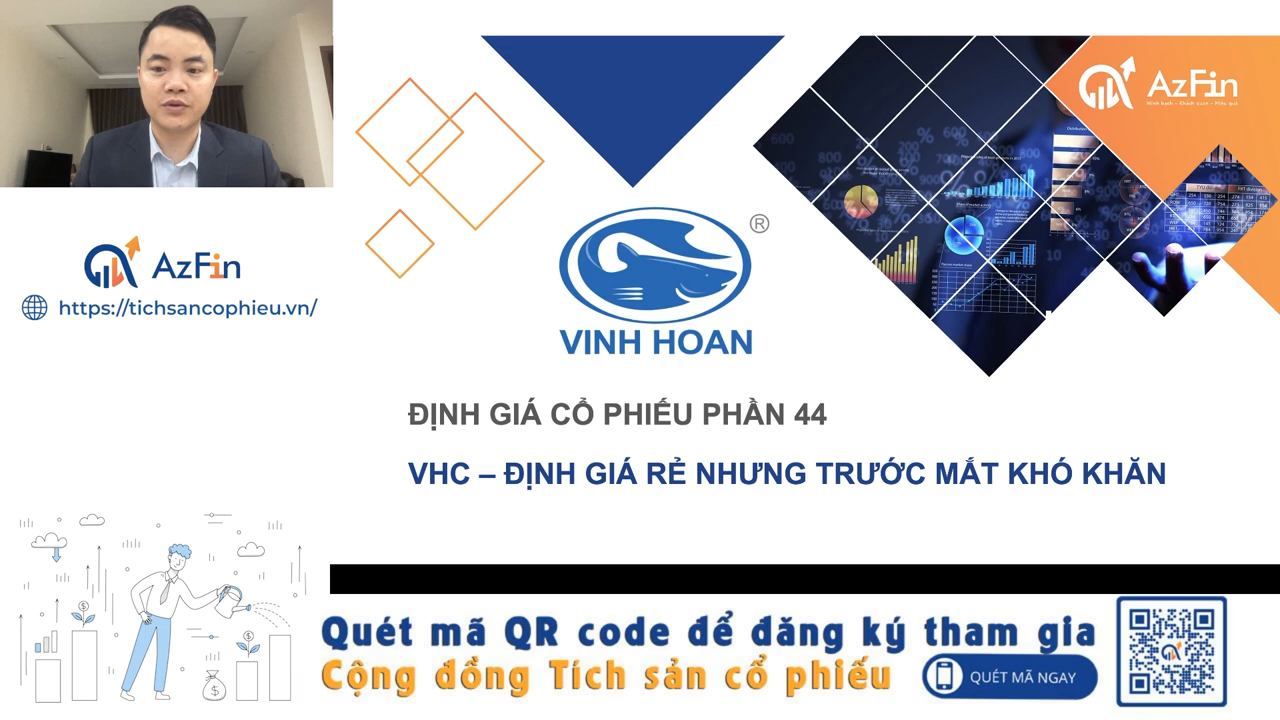 AzFin
Minh bạch - Khách quan - Hiệu quả
AzFin
https://tichsancophieu.vn/
®
VINH HOAN
ĐỊNH GIÁ CỔ PHIẾU PHẦN 44
VHC – ĐỊNH GIÁ RẺ NHƯNG TRƯỚC MẮT KHÓ KHĂN
Quét mã QR code để đăng ký tham gia
Cộng đồng Tích sản cổ phiếu
QUÉT MÃ NGAY